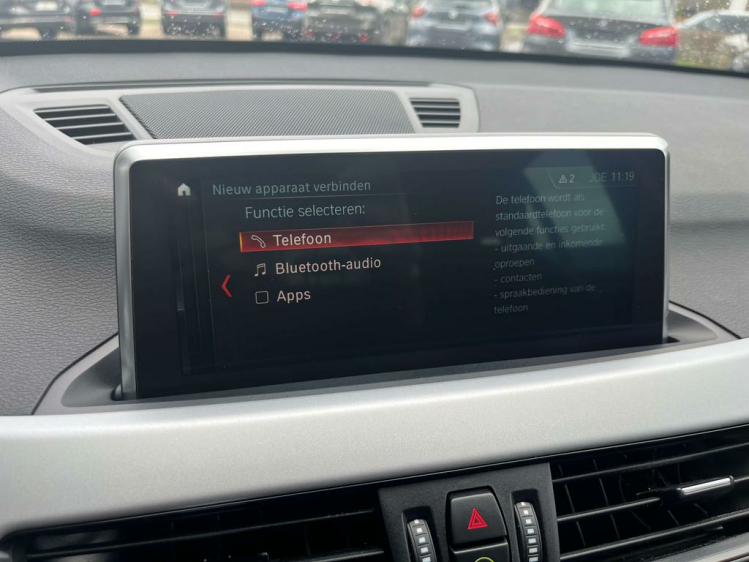 Nieuw apparaat verbinden
2
JOE 11:19
Functie selecteren:
Telefoon
Bluetooth-audio
Apps
De telefoon wordt als
standaardtelefoon voor de
volgende functies gebruikt:
- uitgaande en inkomende
oproepen
- contacten
- spraakbediening van de
telefoon